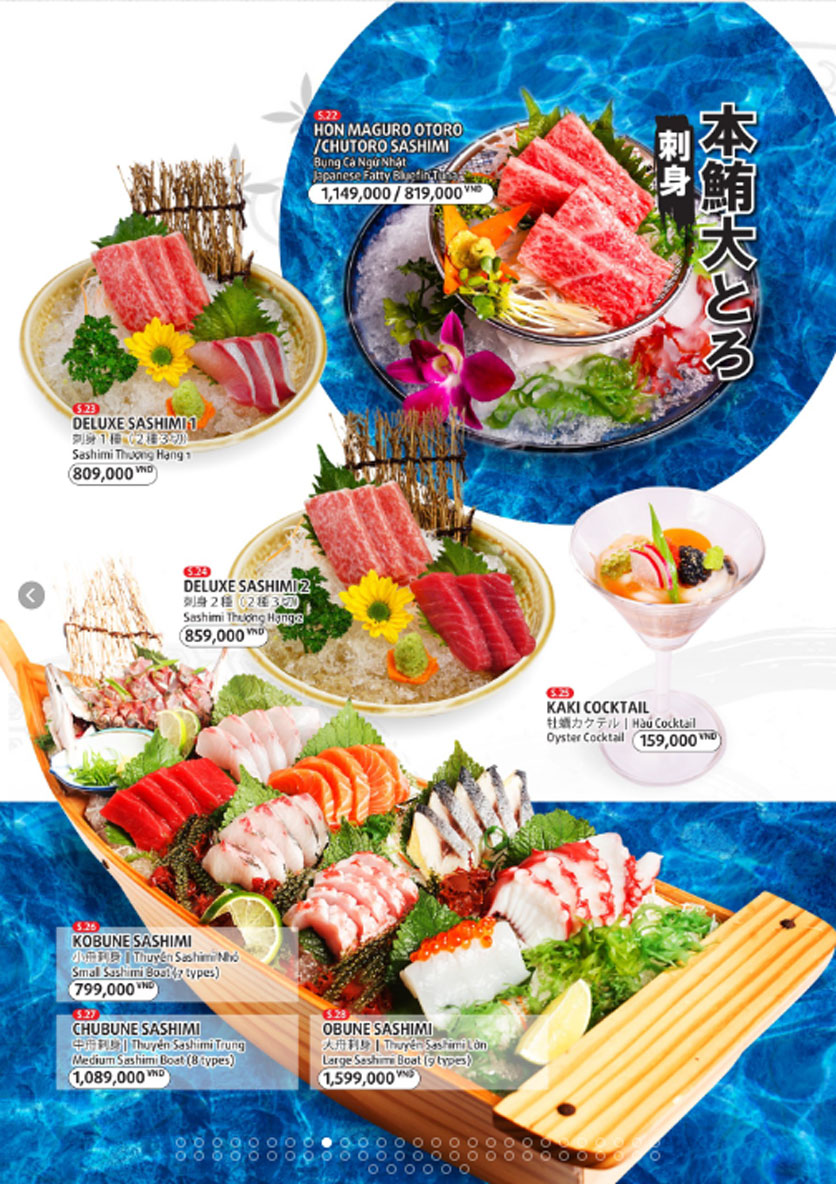 S.22
HON MAGURO OTORO
/CHUTORO SASHIMI
Bụng Cá Ngừ Nhật
Japanese Fatty Bluefin Tuna
1,149,000 / 819,000 VND
本鮪大とろ
刺身
S.23
DELUXE SASHIMI 1
刺身1種（2種3切）
Sashimi Thượng Hạng 1
809,000 VND
S.24
DELUXE SASHIMI 2
刺身2種（2種3切）
Sashimi Thượng Hạng 2
859,000 VND
S.25
KAKI COCKTAIL
牡蠣カクテル | Hàu Cocktail
Oyster Cocktail 159,000 VND
S.26
KOBUNE SASHIMI
小舟刺身 | Thuyền Sashimi Nhỏ
Small Sashimi Boat (7 types)
799,000 VND
S.27
CHUBUNE SASHIMI
中舟刺身 | Thuyền Sashimi Trung
Medium Sashimi Boat (8 types)
1,089,000 VND
S.28
OBUNE SASHIMI
大舟刺身 | Thuyền Sashimi Lớn
Large Sashimi Boat (9 types)
1,599,000 VND